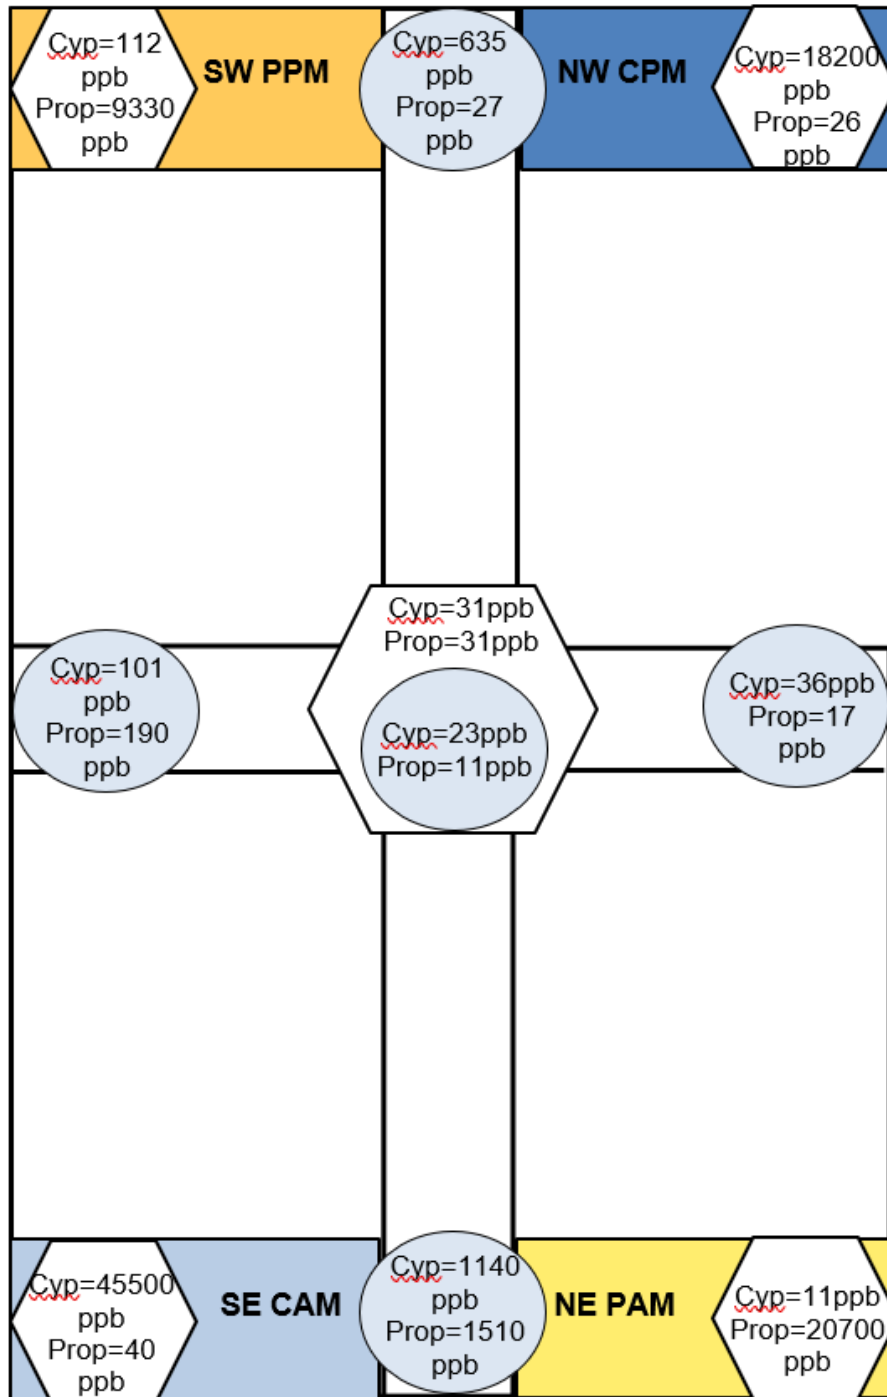 Cyp=112
ppb
Prop=9330
ppb
SW PPM
Cyp=635
ppb
Prop=27
ppb
NW CPM
Cyp=18200
ppb
Prop=26
ppb
Cyp=31ppb
Prop=31ppb
Cyp=101
ppb
Prop=190
ppb
Cyp=23ppb
Prop=11ppb
Cyp=36ppb
Prop=17
ppb
Cyp=45500
ppb
Prop=40
ppb
SE CAM
Cyp=1140
ppb
Prop=1510
ppb
NE PAM
Cyp=11ppb
Prop=20700
ppb